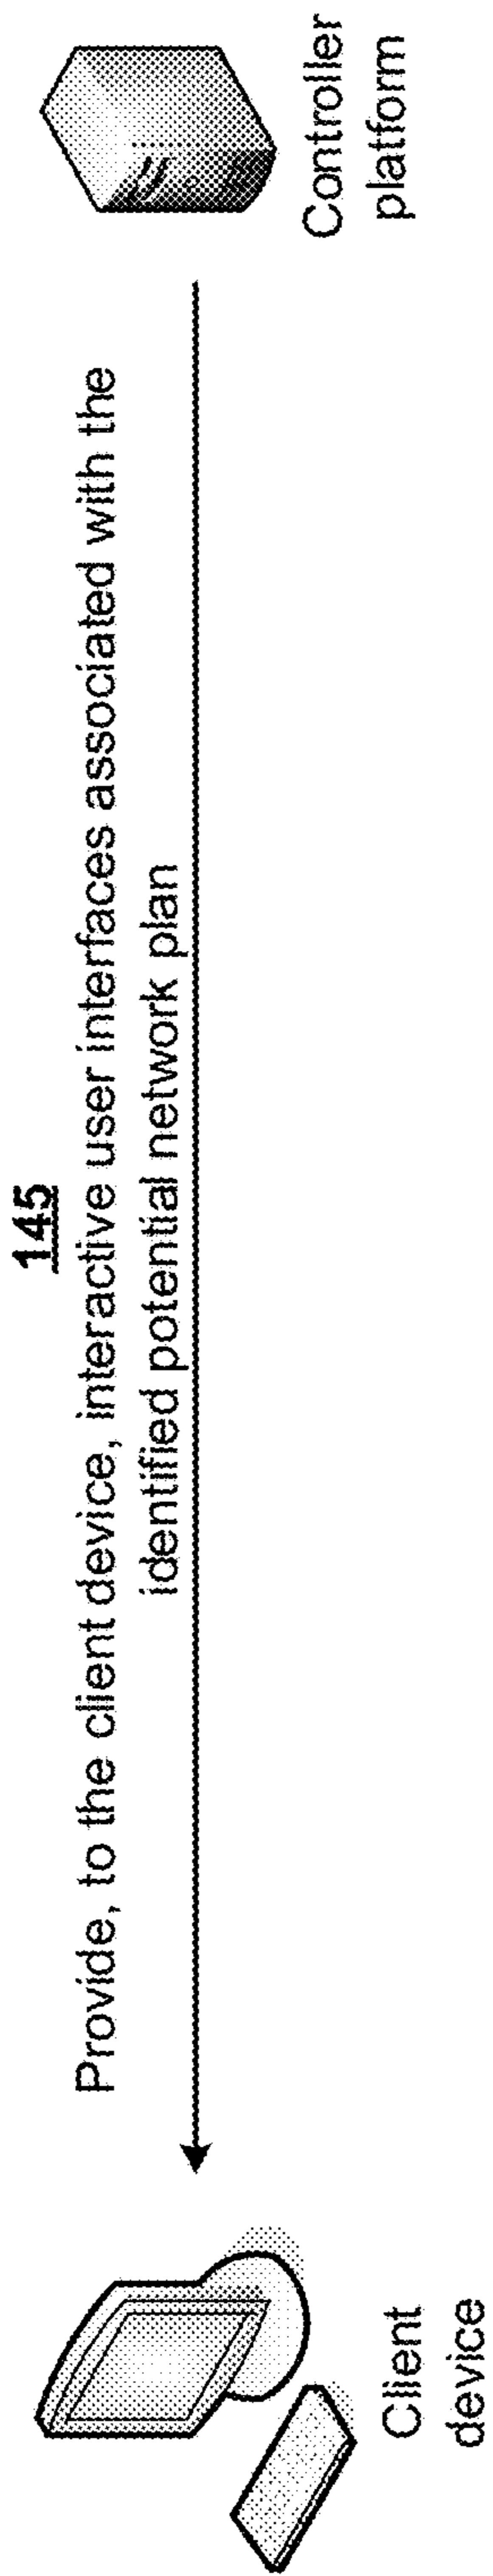 145
Provide, to the client device, interactive user interfaces associated with the
identified potential network plan
Client
device
Controller
platform